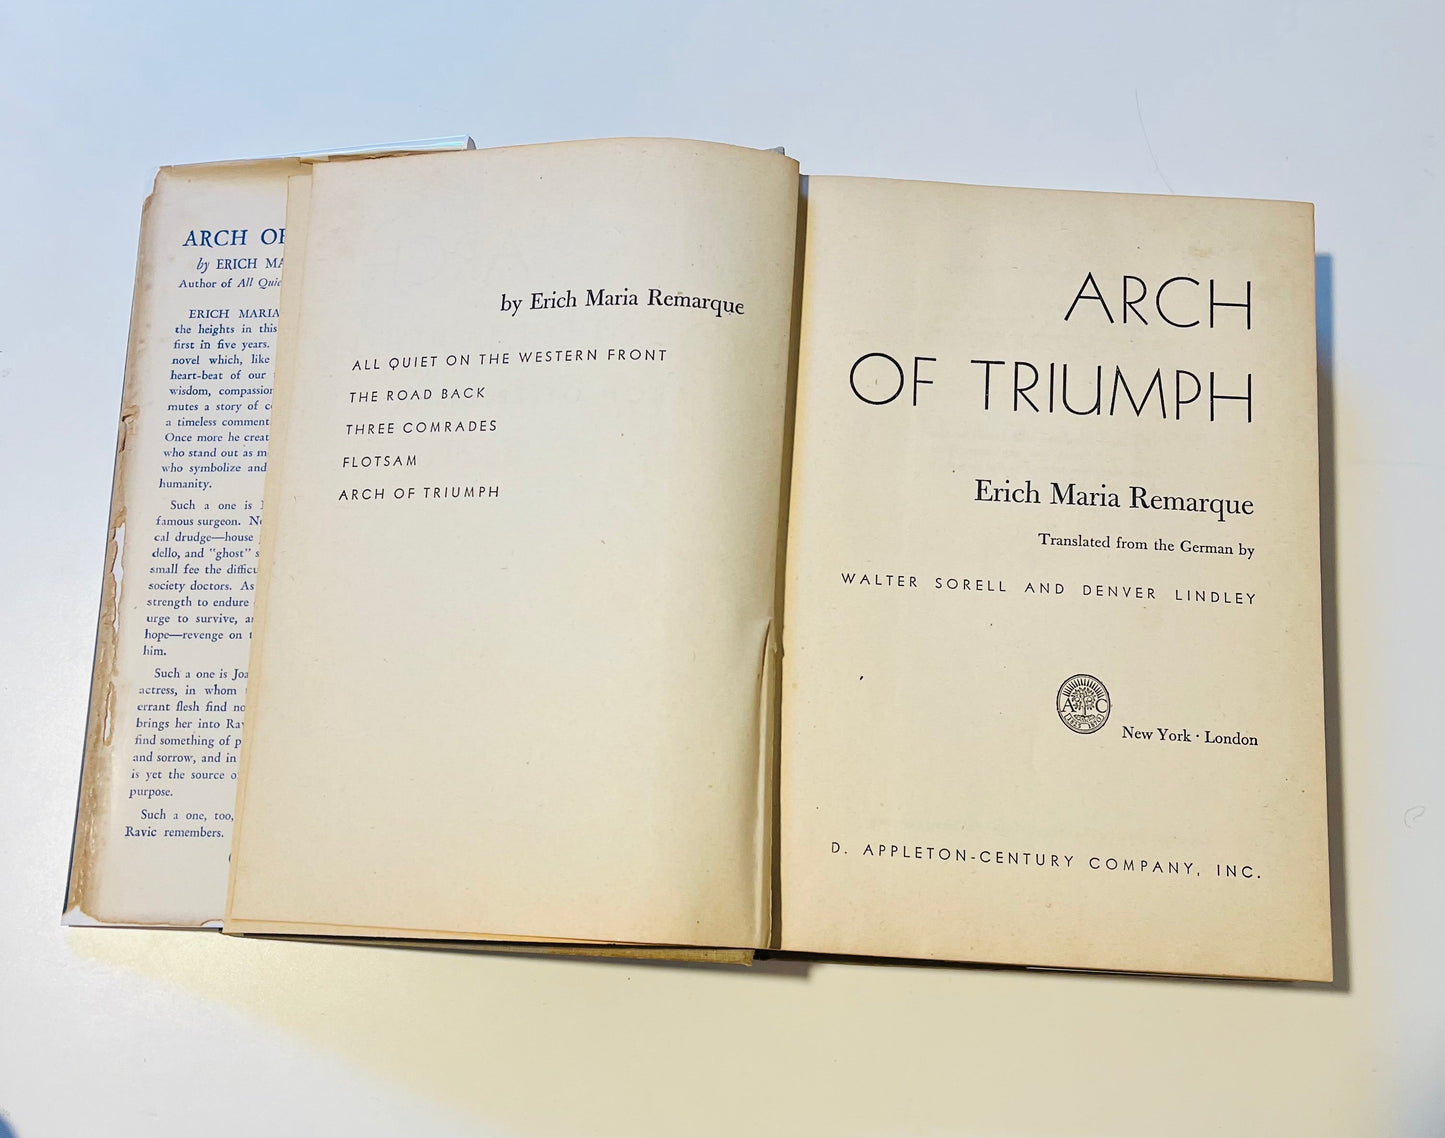 ARCH OF
by ERICH MA
Author of All Quie
ERICH MARIA
the heights in this
first in five years.
novel which, like
heart-beat of our
wisdom, compassion
mutes a story of
a timeless comment
Once more he creat
who stand out as
who symbolize and
humanity.
Such a one is
famous surgeon.
cal drudge—house
dello, and "ghost"
small fee the difficu
society doctors. As
strength to endure
urge to survive,
hope—revenge on
him.
Such a one is Joa
actress, in whom
errant flesh find no
brings her into Rav
find something of p
and sorrow, and in
is yet the source o
purpose.
Such a one, too,
Ravic remembers.
by Erich Maria Remarque
ALL QUIET ON THE WESTERN FRONT
THE ROAD BACK
THREE COMRADES
FLOTSAM
ARCH OF TRIUMPH
ARCH
OF TRIUMPH
Erich Maria Remarque
Translated from the German by
WALTER SORELL AND DENVER LINDLEY
A C
New York · London
D. APPLETON-CENTURY COMPANY, INC.